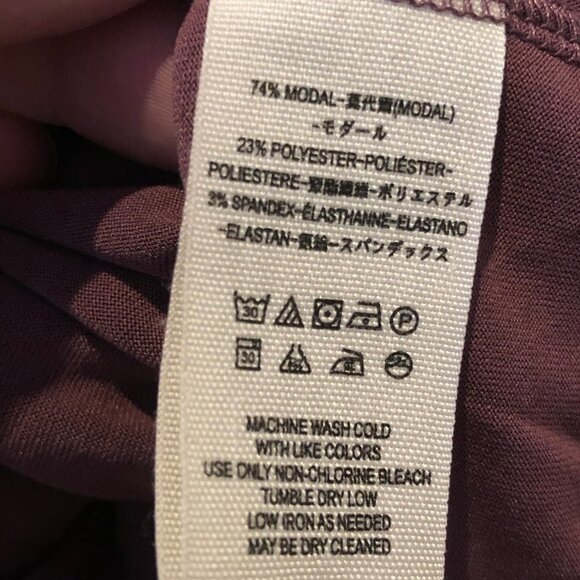 74% MODAL-莫代爾(MODAL)
-モダール
23% POLYESTER-POLIÉSTER-
POLIESTERE-聚酯纖維-ポリエステル
3% SPANDEX-ÉLASTHANNE-ELASTANO
-ELASTAN-氨綸-スパンデックス
30 P
30
MACHINE WASH COLD
WITH LIKE COLORS
USE ONLY NON-CHLORINE BLEACH
TUMBLE DRY LOW
LOW IRON AS NEEDED
MAY BE DRY CLEANED